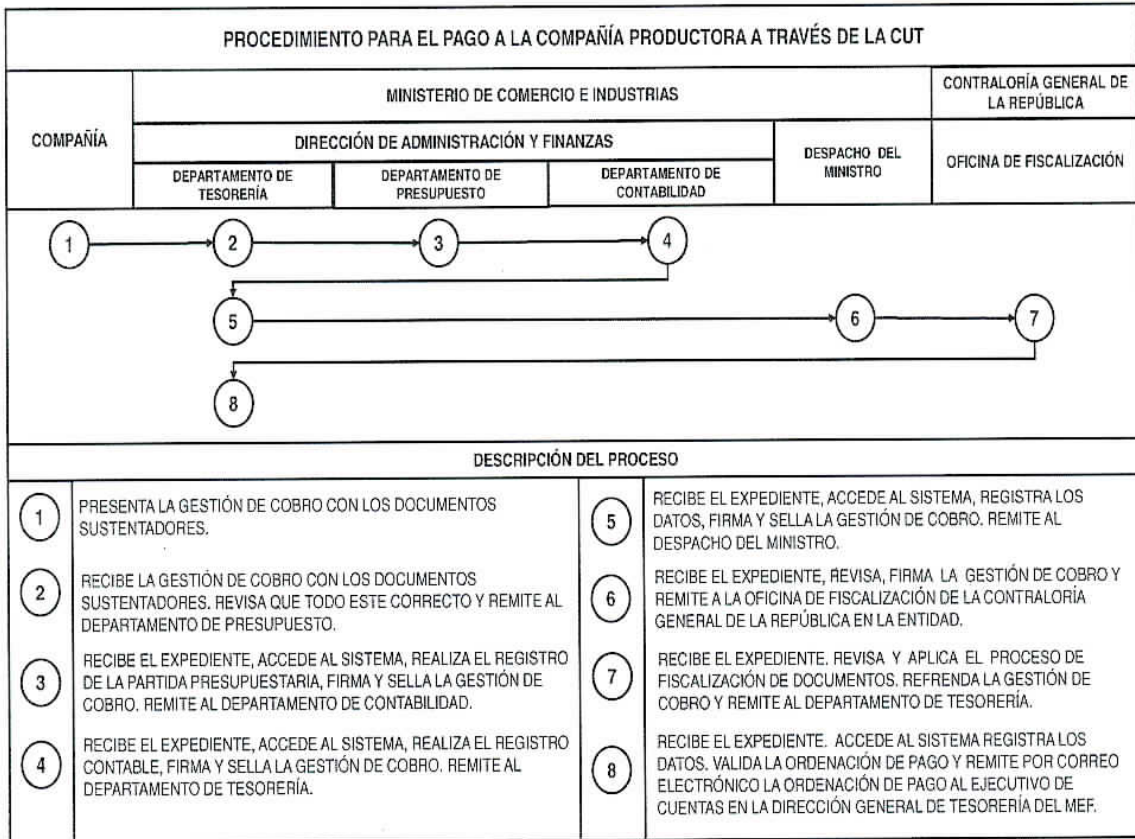 PROCEDIMIENTO PARA EL PAGO A LA COMPAÑÍA PRODUCTORA A TRAVÉS DE LA CUT
COMPAÑÍA
MINISTERIO DE COMERCIO E INDUSTRIAS
CONTRALORÍA GENERAL DE
LA REPÚBLICA
DIRECCIÓN DE ADMINISTRACIÓN Y FINANZAS
DESPACHO DEL
MINISTRO
OFICINA DE FISCALIZACIÓN
DEPARTAMENTO DE
TESORERÍA
DEPARTAMENTO DE
PRESUPUESTO
DEPARTAMENTO DE
CONTABILIDAD
1
2
3
4
5
6
7
8
DESCRIPCIÓN DEL PROCESO
1
PRESENTA LA GESTIÓN DE COBRO CON LOS DOCUMENTOS
SUSTENTADORES.
2
RECIBE LA GESTIÓN DE COBRO CON LOS DOCUMENTOS
SUSTENTADORES. REVISA QUE TODO ESTE CORRECTO Y REMITE AL
DEPARTAMENTO DE PRESUPUESTO.
3
RECIBE EL EXPEDIENTE, ACCEDE AL SISTEMA, REALIZA EL REGISTRO
DE LA PARTIDA PRESUPUESTARIA, FIRMA Y SELLA LA GESTIÓN DE
COBRO. REMITE AL DEPARTAMENTO DE CONTABILIDAD.
4
RECIBE EL EXPEDIENTE, ACCEDE AL SISTEMA, REALIZA EL REGISTRO
CONTABLE, FIRMA Y SELLA LA GESTIÓN DE COBRO. REMITE AL
DEPARTAMENTO DE TESORERÍA.
5
RECIBE EL EXPEDIENTE, ACCEDE AL SISTEMA, REGISTRA LOS
DATOS, FIRMA Y SELLA LA GESTIÓN DE COBRO. REMITE AL
DESPACHO DEL MINISTRO.
6
RECIBE EL EXPEDIENTE, REVISA, FIRMA LA GESTIÓN DE COBRO Y
REMITE A LA OFICINA DE FISCALIZACIÓN DE LA CONTRALORÍA
GENERAL DE LA REPÚBLICA EN LA ENTIDAD.
7
RECIBE EL EXPEDIENTE. REVISA Y APLICA EL PROCESO DE
FISCALIZACIÓN DE DOCUMENTOS. REFRENDA LA GESTIÓN DE
COBRO Y REMITE AL DEPARTAMENTO DE TESORERÍA.
8
RECIBE EL EXPEDIENTE. ACCEDE AL SISTEMA REGISTRA LOS
DATOS. VALIDA LA ORDENACIÓN DE PAGO Y REMITE POR CORREO
ELECTRÓNICO LA ORDENACIÓN DE PAGO AL EJECUTIVO DE
CUENTAS EN LA DIRECCIÓN GENERAL DE TESORERÍA DEL MEF.